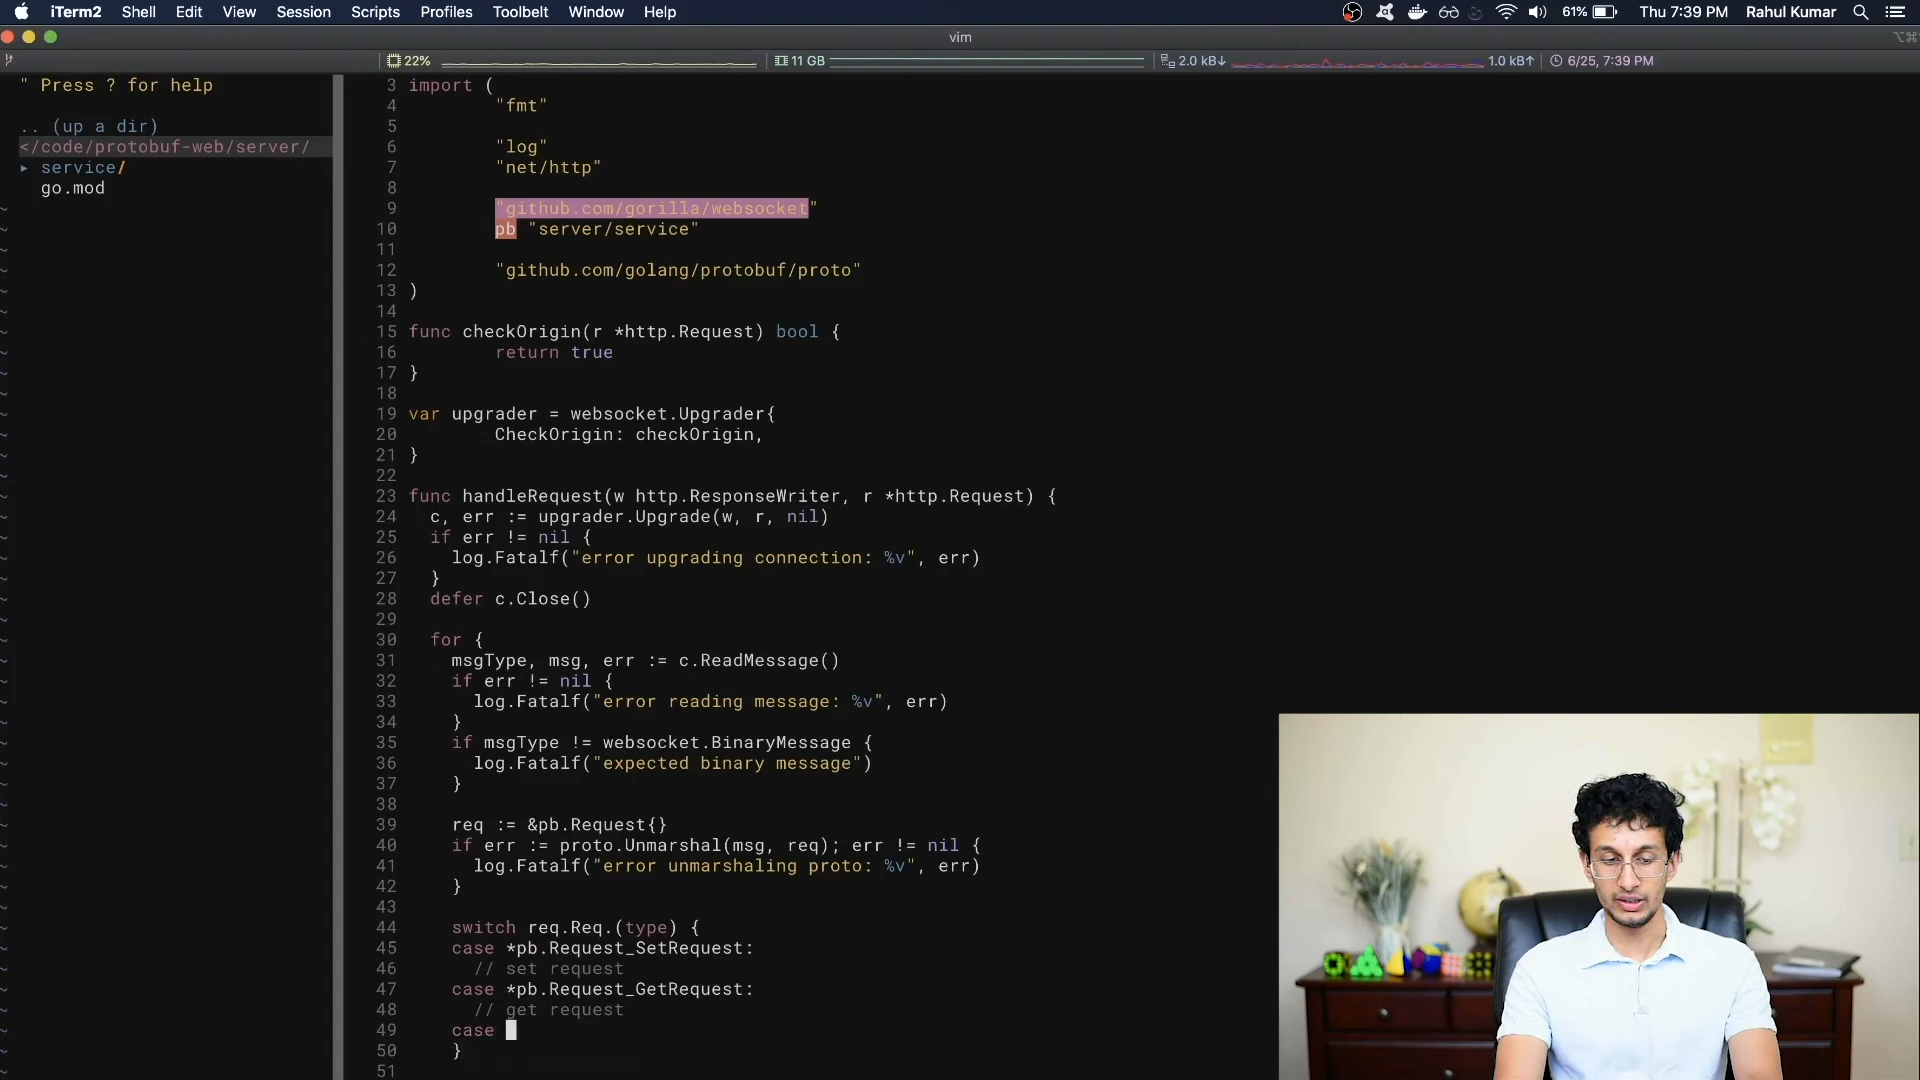 iTerm2 Shell Edit View Session Scripts Profiles Toolbelt Window Help 61% Thu 7:39 PM Rahul Kumar
vim
22% 11 GB 2.0 kB↓ 1.0 kB↑ 6/25, 7:39 PM
" Press ? for help
.. (up a dir)
</code/protobuf-web/server/
▸ service/
go.mod
3 import (
4 "fmt"
5
6 "log"
7 "net/http"
8
9 "github.com/gorilla/websocket"
10 pb "server/service"
11
12 "github.com/golang/protobuf/proto"
13 )
14
15 func checkOrigin(r *http.Request) bool {
16 return true
17 }
18
19 var upgrader = websocket.Upgrader{
20 CheckOrigin: checkOrigin,
21 }
22
23 func handleRequest(w http.ResponseWriter, r *http.Request) {
24 c, err := upgrader.Upgrade(w, r, nil)
25 if err != nil {
26 log.Fatalf("error upgrading connection: %v", err)
27 }
28 defer c.Close()
29
30 for {
31 msgType, msg, err := c.ReadMessage()
32 if err != nil {
33 log.Fatalf("error reading message: %v", err)
34 }
35 if msgType != websocket.BinaryMessage {
36 log.Fatalf("expected binary message")
37 }
38
39 req := &pb.Request{}
40 if err := proto.Unmarshal(msg, req); err != nil {
41 log.Fatalf("error unmarshaling proto: %v", err)
42 }
43
44 switch req.Req.(type) {
45 case *pb.Request_SetRequest:
46 // set request
47 case *pb.Request_GetRequest:
48 // get request
49 case
50 }
51